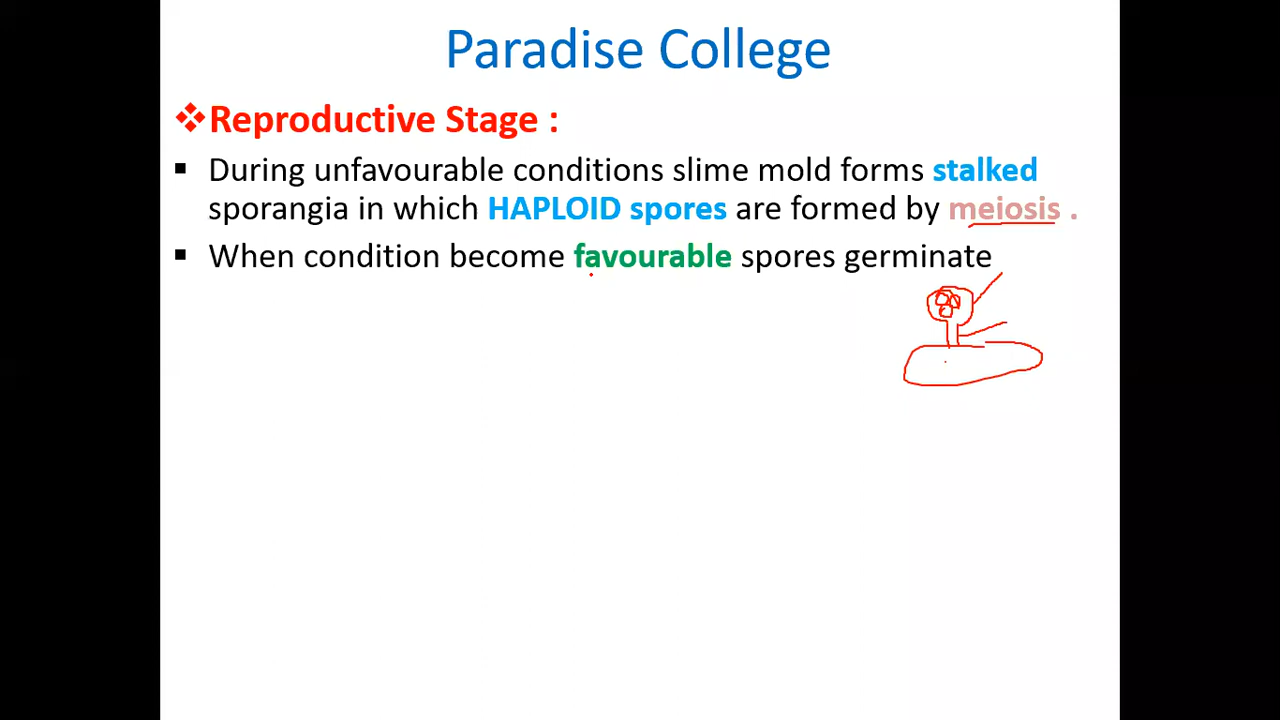 Paradise College
❖Reproductive Stage :
▪ During unfavourable conditions slime mold forms stalked
sporangia in which HAPLOID spores are formed by meiosis .
▪ When condition become favourable spores germinate